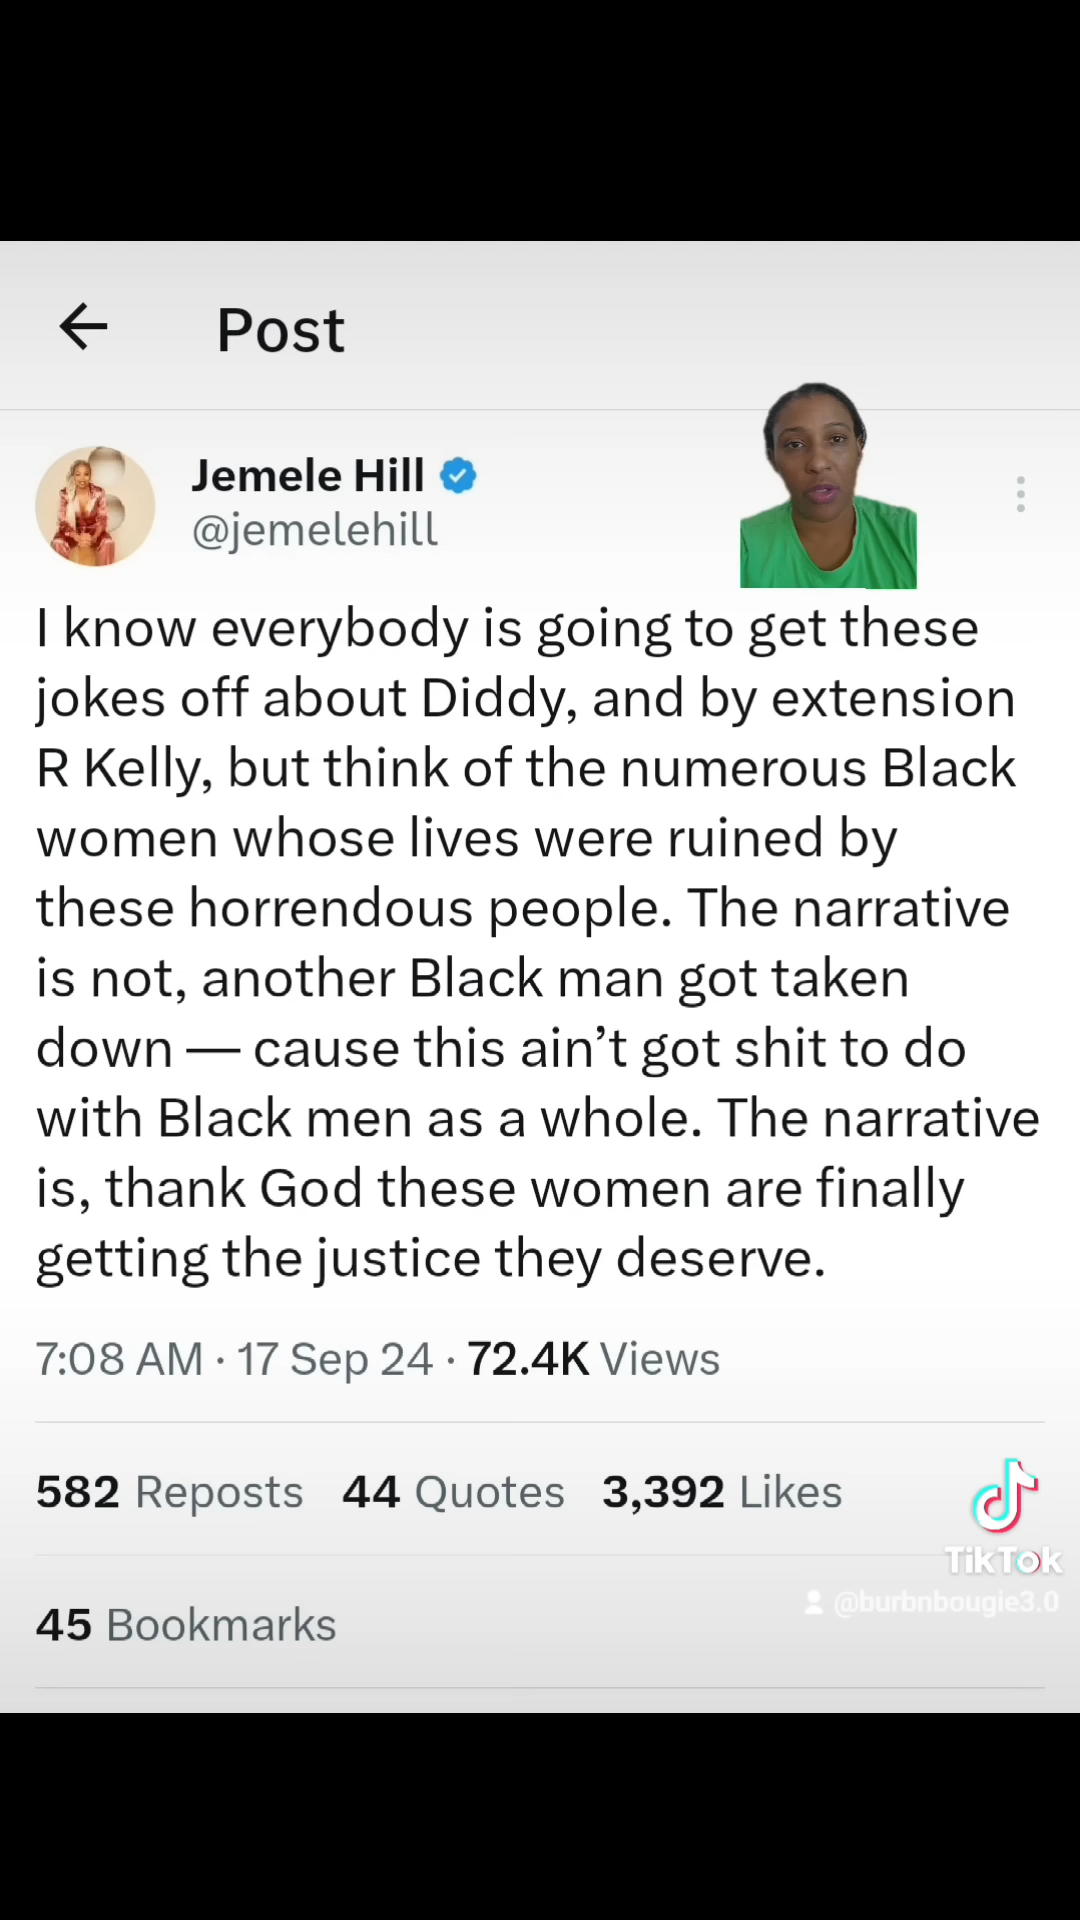 Post
Jemele Hill
@jemelehill
I know everybody is going to get these
jokes off about Diddy, and by extension
R Kelly, but think of the numerous Black
women whose lives were ruined by
these horrendous people. The narrative
is not, another Black man got taken
down — cause this ain’t got shit to do
with Black men as a whole. The narrative
is, thank God these women are finally
getting the justice they deserve.
7:08 AM · 17 Sep 24 · 72.4K Views
582 Reposts 44 Quotes 3,392 Likes
TikTok
@burbnbougie3.0
45 Bookmarks